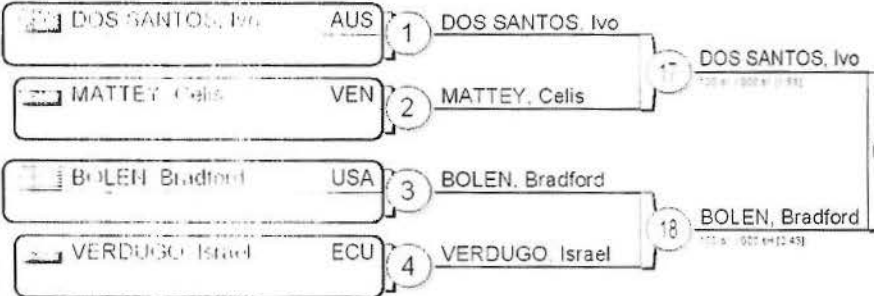 DOS SANTOS, Ivo AUS 1 DOS SANTOS, Ivo
17 DOS SANTOS, Ivo
MATTEY Celis VEN 2 MATTEY, Celis
BOLEN Bradford USA 3 BOLEN, Bradford
18 BOLEN, Bradford
VERDUGO Israel ECU 4 VERDUGO, Israel